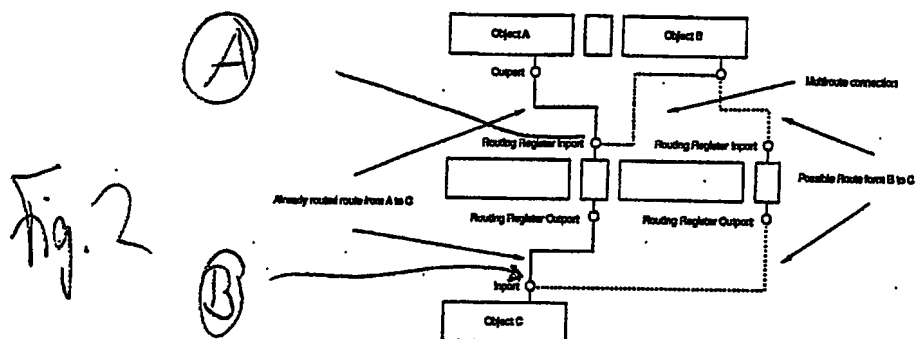 A
Object A
Object B
Outport
Multiroute connection
Routing Register Inport
Routing Register Inport
Already routed route from A to C
Possible Route form B to C
Fig. 2
Routing Register Outport
Routing Register Outport
B
Inport
Object C